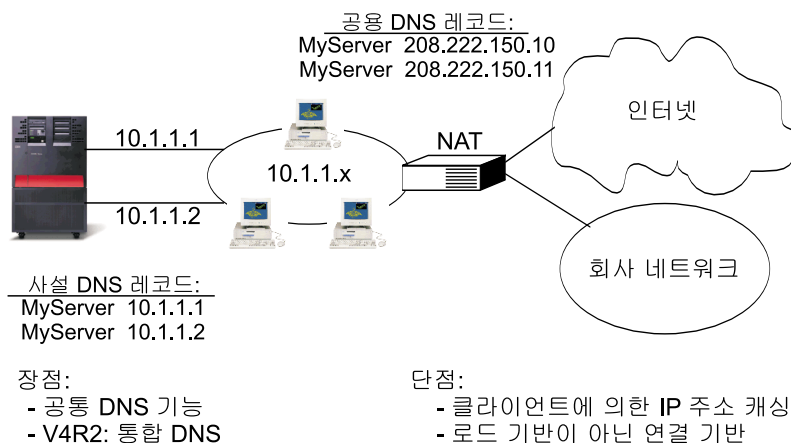 공용 DNS 레코드:
MyServer 208.222.150.10
MyServer 208.222.150.11
인터넷
10.1.1.1
NAT
10.1.1.x
10.1.1.2
회사 네트워크
사설 DNS 레코드:
MyServer 10.1.1.1
MyServer 10.1.1.2
장점:
- 공통 DNS 기능
- V4R2: 통합 DNS
단점:
- 클라이언트에 의한 IP 주소 캐싱
- 로드 기반이 아닌 연결 기반